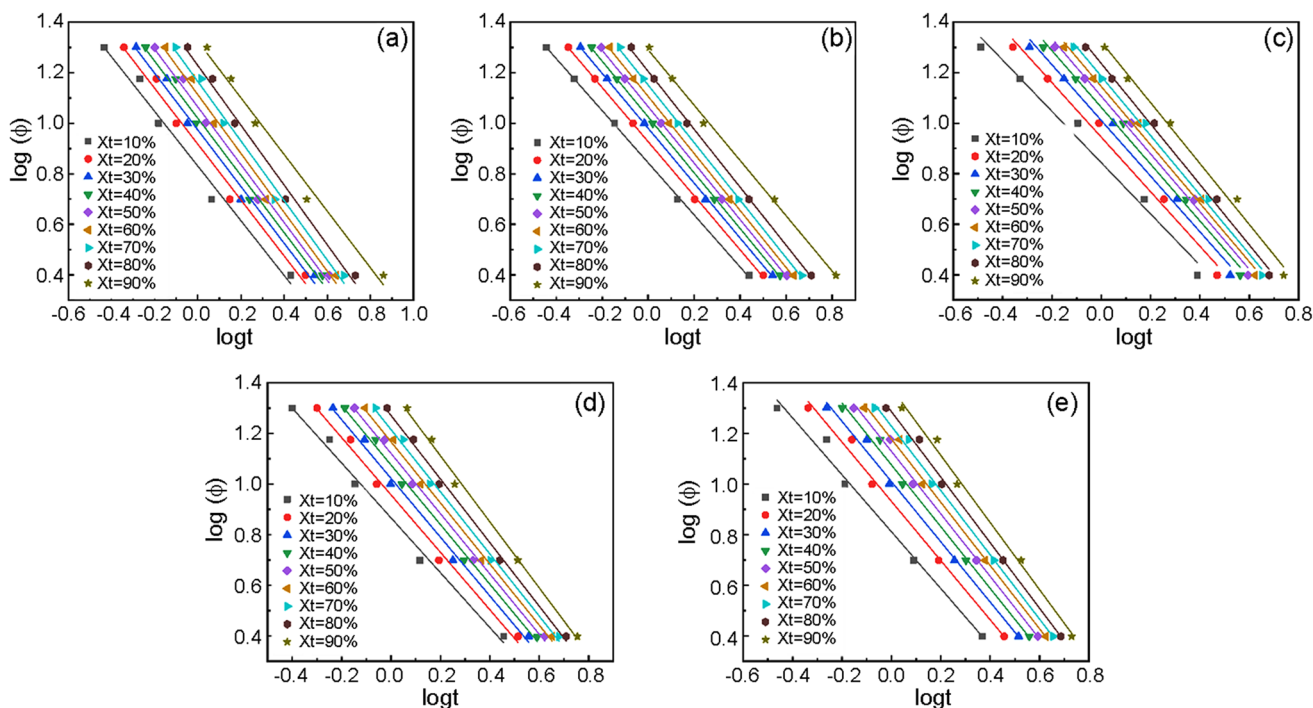 (a)
1.4
1.2
1.0
0.8
0.6
0.4
log (ϕ)
Xt=10%
Xt=20%
Xt=30%
Xt=40%
Xt=50%
Xt=60%
Xt=70%
Xt=80%
Xt=90%
-0.6 -0.4 -0.2 0.0 0.2 0.4 0.6 0.8 1.0
logt
(b)
1.4
1.2
1.0
0.8
0.6
0.4
log (ϕ)
Xt=10%
Xt=20%
Xt=30%
Xt=40%
Xt=50%
Xt=60%
Xt=70%
Xt=80%
Xt=90%
-0.6 -0.4 -0.2 0.0 0.2 0.4 0.6 0.8
logt
(c)
1.4
1.2
1.0
0.8
0.6
0.4
log (ϕ)
Xt=10%
Xt=20%
Xt=30%
Xt=40%
Xt=50%
Xt=60%
Xt=70%
Xt=80%
Xt=90%
-0.6 -0.4 -0.2 0.0 0.2 0.4 0.6 0.8
logt
(d)
1.4
1.2
1.0
0.8
0.6
0.4
log (ϕ)
Xt=10%
Xt=20%
Xt=30%
Xt=40%
Xt=50%
Xt=60%
Xt=70%
Xt=80%
Xt=90%
-0.4 -0.2 0.0 0.2 0.4 0.6 0.8
logt
(e)
1.4
1.2
1.0
0.8
0.6
0.4
log (ϕ)
Xt=10%
Xt=20%
Xt=30%
Xt=40%
Xt=50%
Xt=60%
Xt=70%
Xt=80%
Xt=90%
-0.6 -0.4 -0.2 0.0 0.2 0.4 0.6 0.8
logt